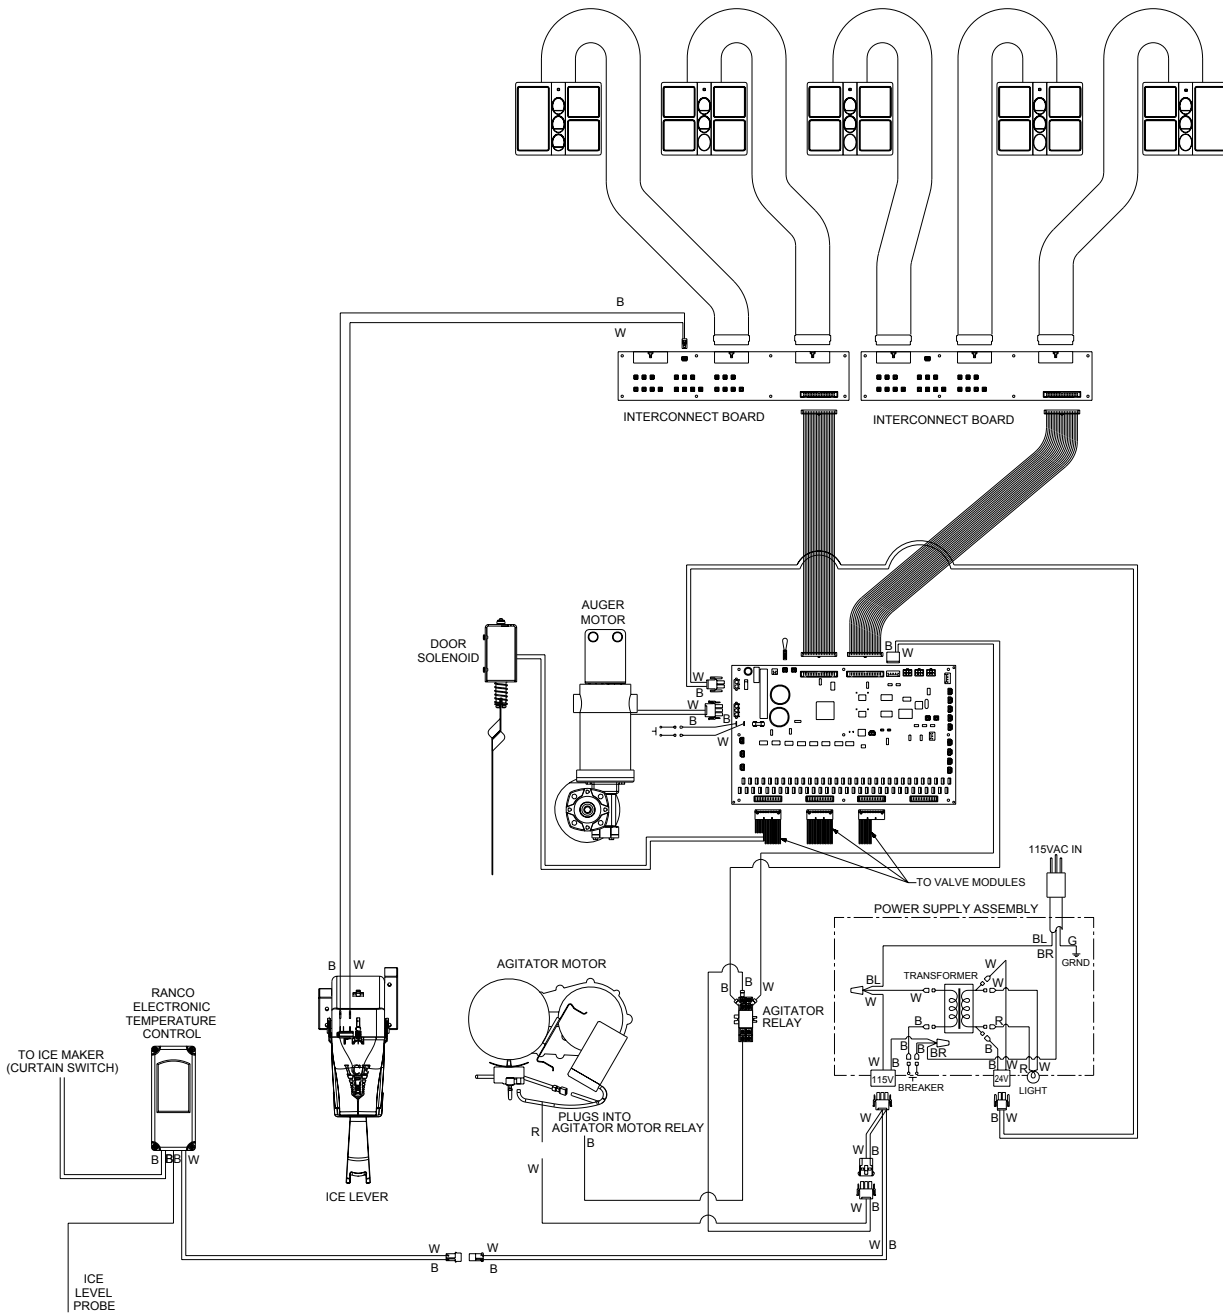 B
W
INTERCONNECT BOARD
INTERCONNECT BOARD
AUGER
MOTOR
DOOR
SOLENOID
B
W
W
B
W
B
B
W
115VAC IN
TO VALVE MODULES
POWER SUPPLY ASSEMBLY
BL
BR
G
GRND
B
W
AGITATOR MOTOR
B
B
W
AGITATOR
RELAY
BL
W
TRANSFORMER
W
W
W
B
R
B
B
BR
W
B
115V
BREAKER
B
W
24V
R
W
LIGHT
RANCO
ELECTRONIC
TEMPERATURE
CONTROL
TO ICE MAKER
(CURTAIN SWITCH)
B
B
B
W
ICE LEVER
PLUGS INTO
AGITATOR MOTOR RELAY
R
B
W
W
B
B
W
W
B
W
B
W
B
W
B
W
B
ICE
LEVEL
PROBE